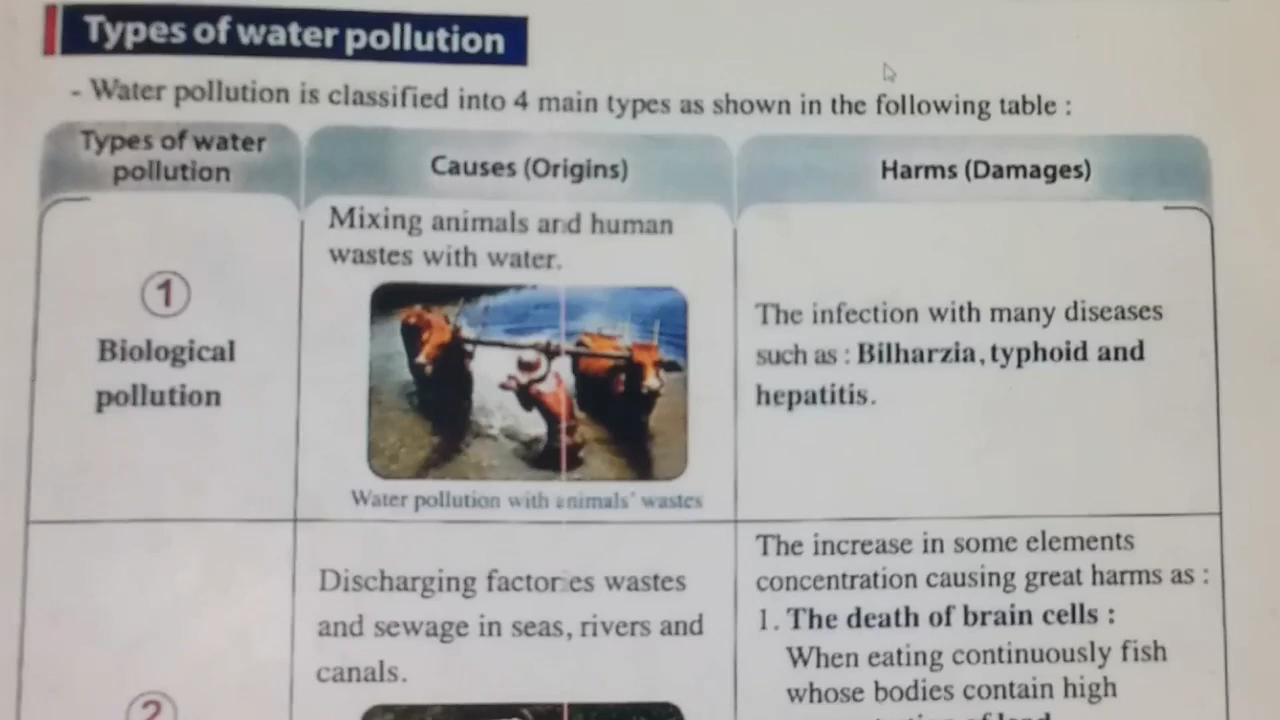 Types of water pollution
- Water pollution is classified into 4 main types as shown in the following table :
Types of water
pollution
Causes (Origins)
Harms (Damages)
1
Biological
pollution
Mixing animals and human
wastes with water.
Water pollution with animals' wastes
The infection with many diseases
such as : Bilharzia, typhoid and
hepatitis.
2
Discharging factories wastes
and sewage in seas, rivers and
canals.
The increase in some elements
concentration causing great harms as :
1. The death of brain cells :
When eating continuously fish
whose bodies contain high